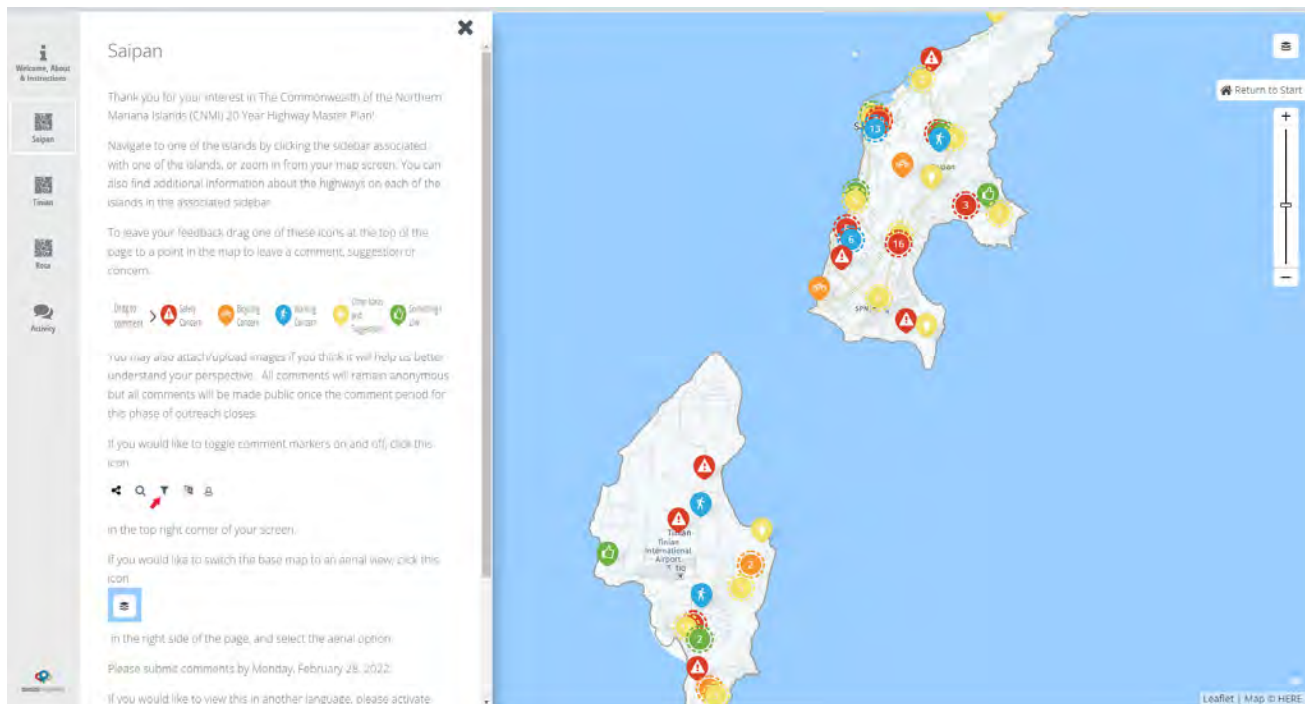 Welcome, About
& Instructions
Saipan
Tinian
Rota
Activity
Saipan
Thank you for your interest in The Commonwealth of the Northern
Mariana Islands (CNMI) 20 Year Highway Master Plan!
Navigate to one of the islands by clicking the sidebar associated
with one of the islands, or zoom in from your map screen. You can
also find additional information about the highways on each of the
islands in the associated sidebar.
To leave your feedback drag one of these icons at the top of the
page to a point in the map to leave a comment, suggestion or
concern.
Drag to
comment
Safety
Concern
Bicycling
Concern
Walking
Concern
Other Ideas
and
Suggestions
Something I
Like
You may also attach/upload images if you think it will help us better
understand your perspective. All comments will remain anonymous
but all comments will be made public once the comment period for
this phase of outreach closes.
If you would like to toggle comment markers on and off, click this
icon
in the top right corner of your screen.
If you would like to switch the base map to an aerial view, click this
icon
in the right side of the page, and select the aerial option.
Please submit comments by Monday, February 28, 2022.
If you would like to view this in another language, please activate
Return to Start
+
−
13
3
6
16
Tinian
Tinian
International
Airport
2
2
Leaflet | Map © HERE